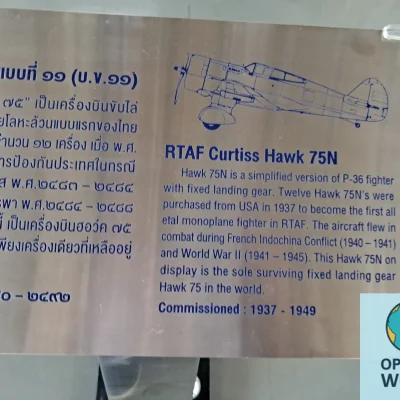 แบบที่ ๑๑ (บ.ข.๑๑)
๗๕" เป็นเครื่องบินขับไล่
โลหะล้วนแบบแรกของไทย
จำนวน ๑๒ เครื่อง เมื่อ พ.ศ.
การป้องกันประเทศในกรณี
พ.ศ.๒๔๘๓ - ๒๔๘๔
พ.ศ.๒๔๘๔ - ๒๔๘๘
เป็นเครื่องบินฮอว์ค ๗๕
เพียงเครื่องเดียวที่เหลืออยู่
- ๒๔๙๒
RTAF Curtiss Hawk 75N
Hawk 75N is a simplified version of P-36 fighter
with fixed landing gear. Twelve Hawk 75N's were
purchased from USA in 1937 to become the first all
etal monoplane fighter in RTAF. The aircraft flew in
combat during French Indochina Conflict (1940 - 1941)
and World War II (1941 - 1945). This Hawk 75N on
display is the sole surviving fixed landing gear
Hawk 75 in the world.
Commissioned : 1937 - 1949
OP
W